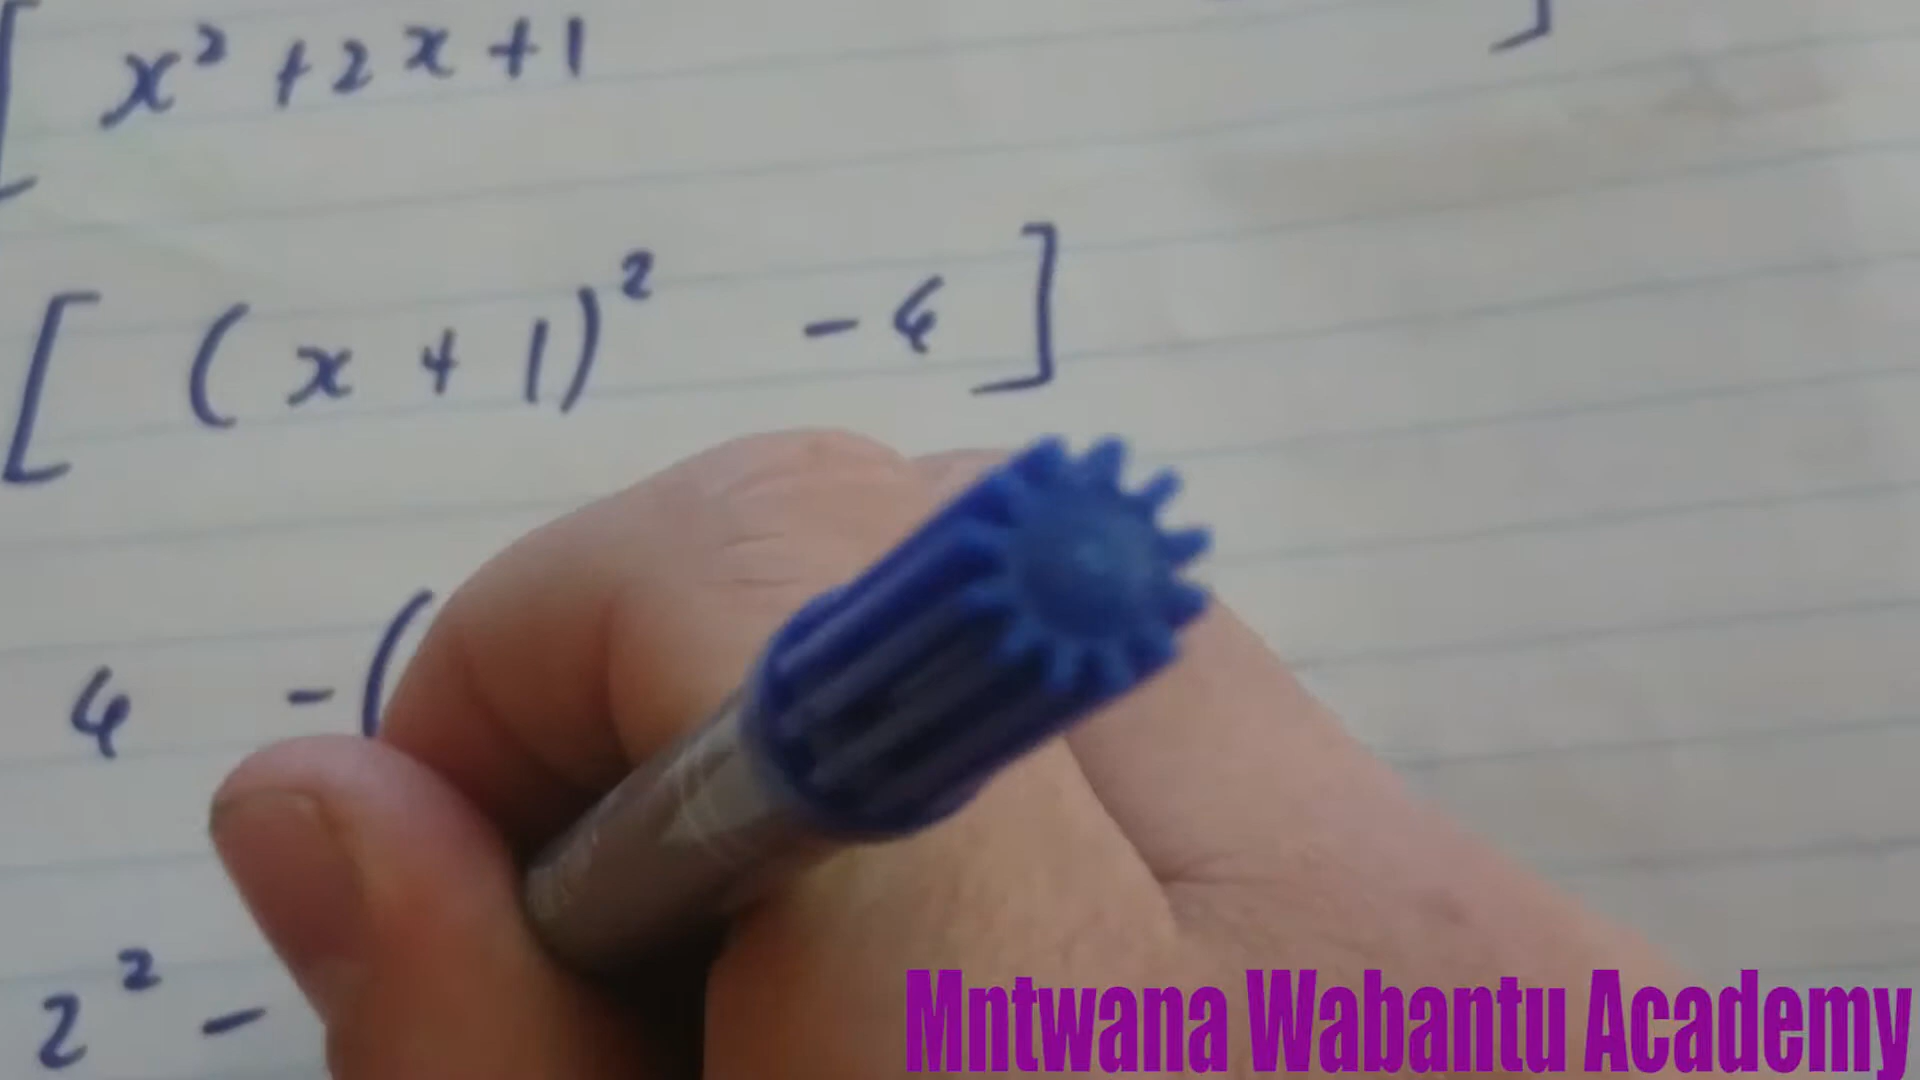 [ x² + 2x + 1 ]
[ (x + 1)² - 4 ]
4 - (
2² -
Mntwana Wabantu Academy